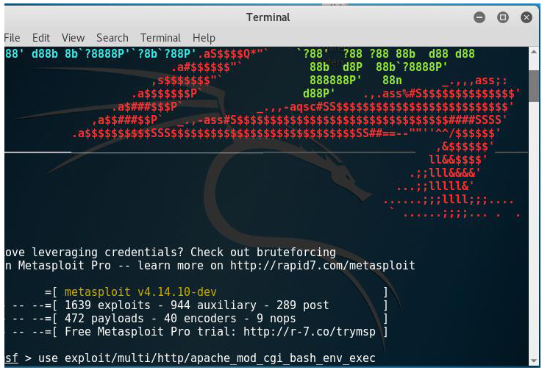 Terminal
File Edit View Search Terminal Help
88' d88b 8b`?8888P'`?8b`?88P'.aS$$$$Q*"` `?88' ?88 ?88 88b d88 d88
.a#$$$$$$"` 88b d8P 88b`?8888P'
,s$$$$$$$"` 888888P' 88n _.,,,ass;:
.a$$$$$$$P` d88P' .,.ass%#S$$$$$$$$$$$$$$'
.a$###$$$P` _.,,-aqsc#SS$$$$$$$$$$$$$$$$$$$$$$$$$$'
,a$$###$$P` _.,-ass#S$$$$$$$$$$$$$$$$$$$$$$$$$$$$$####SSSS'
.a$$$$$$$$$$SSS$$$$$$$$$$$$$$$$$$$$$$$$$$$$SS##==--""''^^/$$$$$$'
,&$$$$$$'
ll&&$$$$'
.;;lll&&&&'
...;;lllll&'
......;;;llll;;;....
` ......;;;;... . .
ove leveraging credentials? Check out bruteforcing
n Metasploit Pro -- learn more on http://rapid7.com/metasploit
=[ metasploit v4.14.10-dev ]
-- --=[ 1639 exploits - 944 auxiliary - 289 post ]
-- --=[ 472 payloads - 40 encoders - 9 nops ]
-- --=[ Free Metasploit Pro trial: http://r-7.co/trymsp ]
sf > use exploit/multi/http/apache_mod_cgi_bash_env_exec